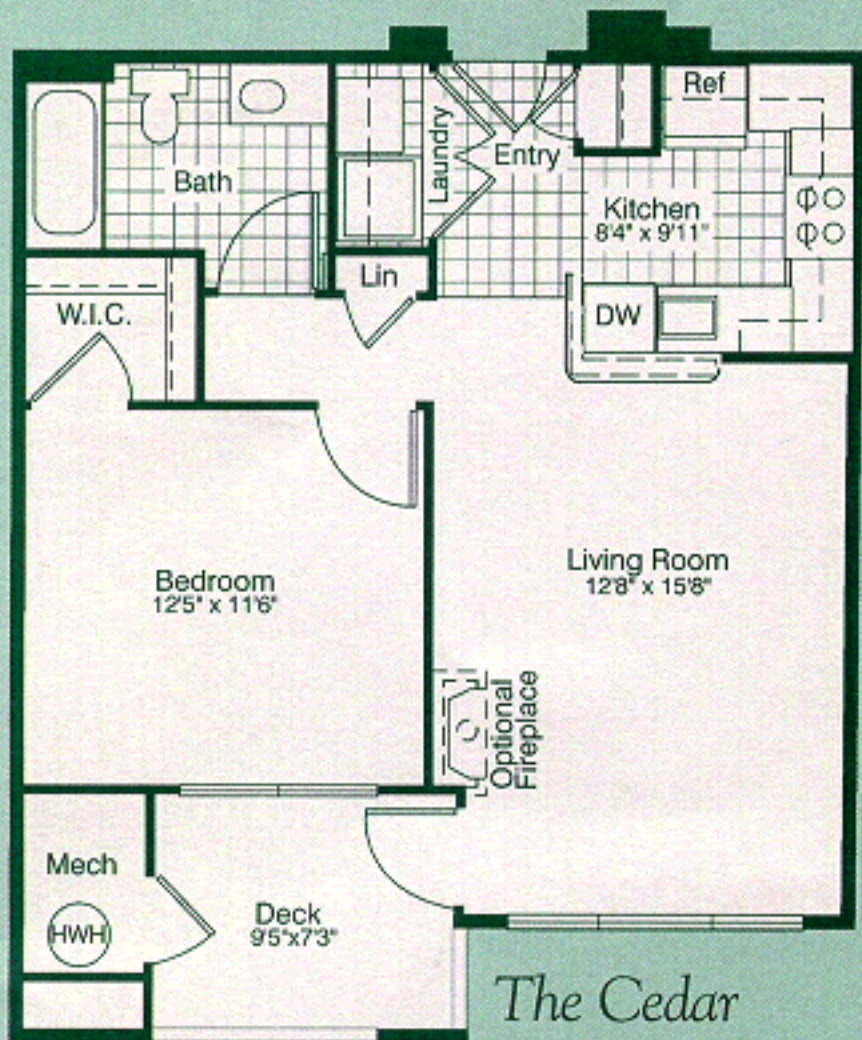 Ref
Laundry
Entry
Bath
Kitchen
8'4" x 9'11"
Lin
W.I.C.
DW
Living Room
12'8" x 15'8"
Bedroom
12'5" x 11'6"
Optional
Fireplace
Mech
HWH
Deck
9'5"x7'3"
The Cedar